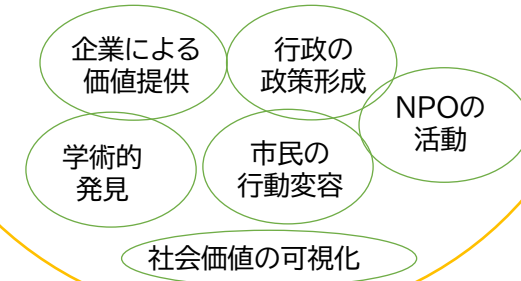 企業による
価値提供
行政の
政策形成
NPOの
活動
学術的
発見
市民の
行動変容
社会価値の可視化